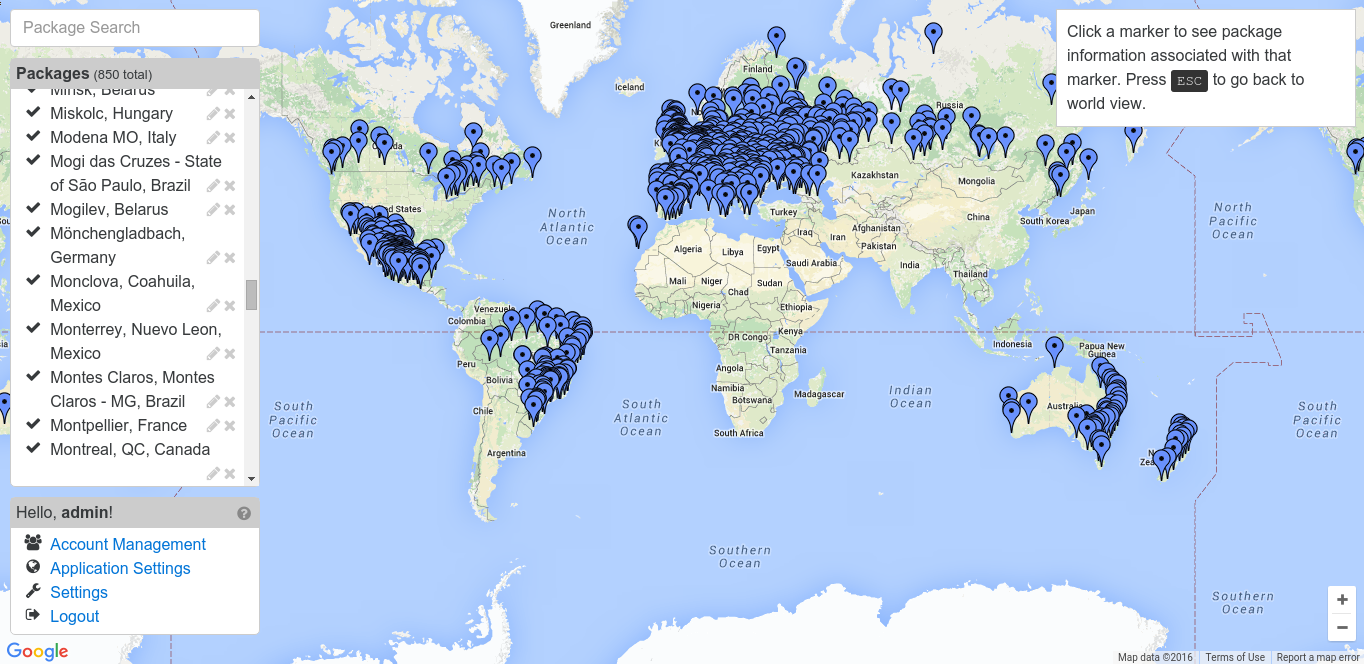 Package Search
Packages (850 total)
Minsk, Belarus
Miskolc, Hungary
Modena MO, Italy
Mogi das Cruzes - State
of São Paulo, Brazil
Mogilev, Belarus
Mönchengladbach,
Germany
Monclova, Coahuila,
Mexico
Monterrey, Nuevo Leon,
Mexico
Montes Claros, Montes
Claros - MG, Brazil
Montpellier, France
Montreal, QC, Canada
Hello, admin!
Account Management
Application Settings
Settings
Logout
Google
Click a marker to see package
information associated with that
marker. Press ESC to go back to
world view.
Greenland
Iceland
Finland
Russia
Kazakhstan
Mongolia
China
Japan
South Korea
Turkey
Iraq
Iran
Afghanistan
Pakistan
India
Thailand
Saudi Arabia
Algeria
Libya
Egypt
Mali
Niger
Chad
Sudan
Nigeria
Ethiopia
DR Congo
Kenya
Tanzania
Angola
Namibia
Botswana
Madagascar
South Africa
Indonesia
Papua New
Guinea
Venezuela
Colombia
Peru
Bolivia
Chile
Argentina
North
Atlantic
Ocean
South
Atlantic
Ocean
Indian
Ocean
North
Pacific
Ocean
South
Pacific
Ocean
South
Pacific
Ocean
Southern
Ocean
Southern
Ocean
+
−
Map data ©2016
Terms of Use
Report a map error